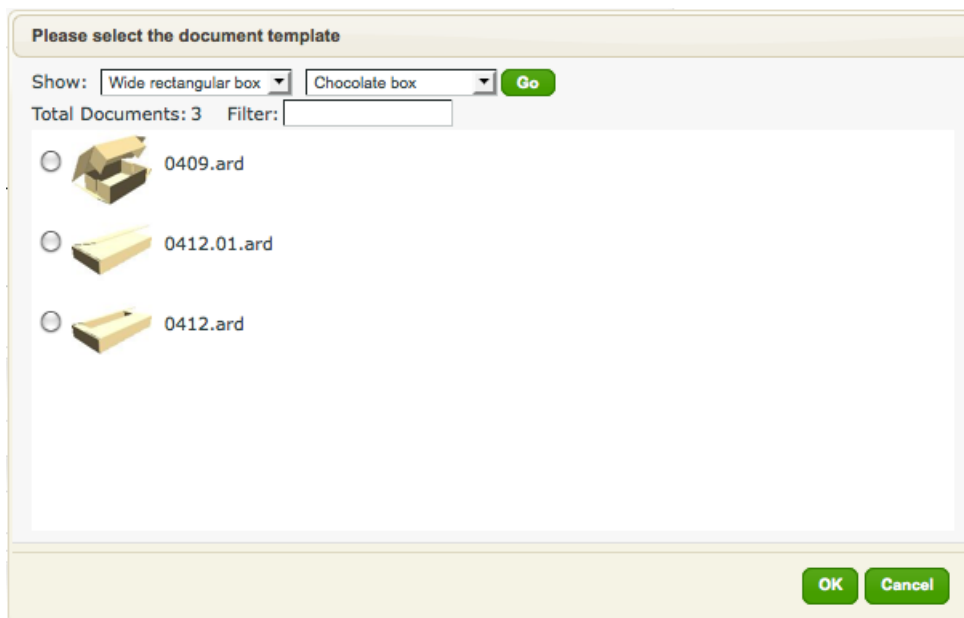 Please select the document template
Show: Wide rectangular box Chocolate box Go
Total Documents: 3 Filter:
0409.ard
0412.01.ard
0412.ard
OK Cancel